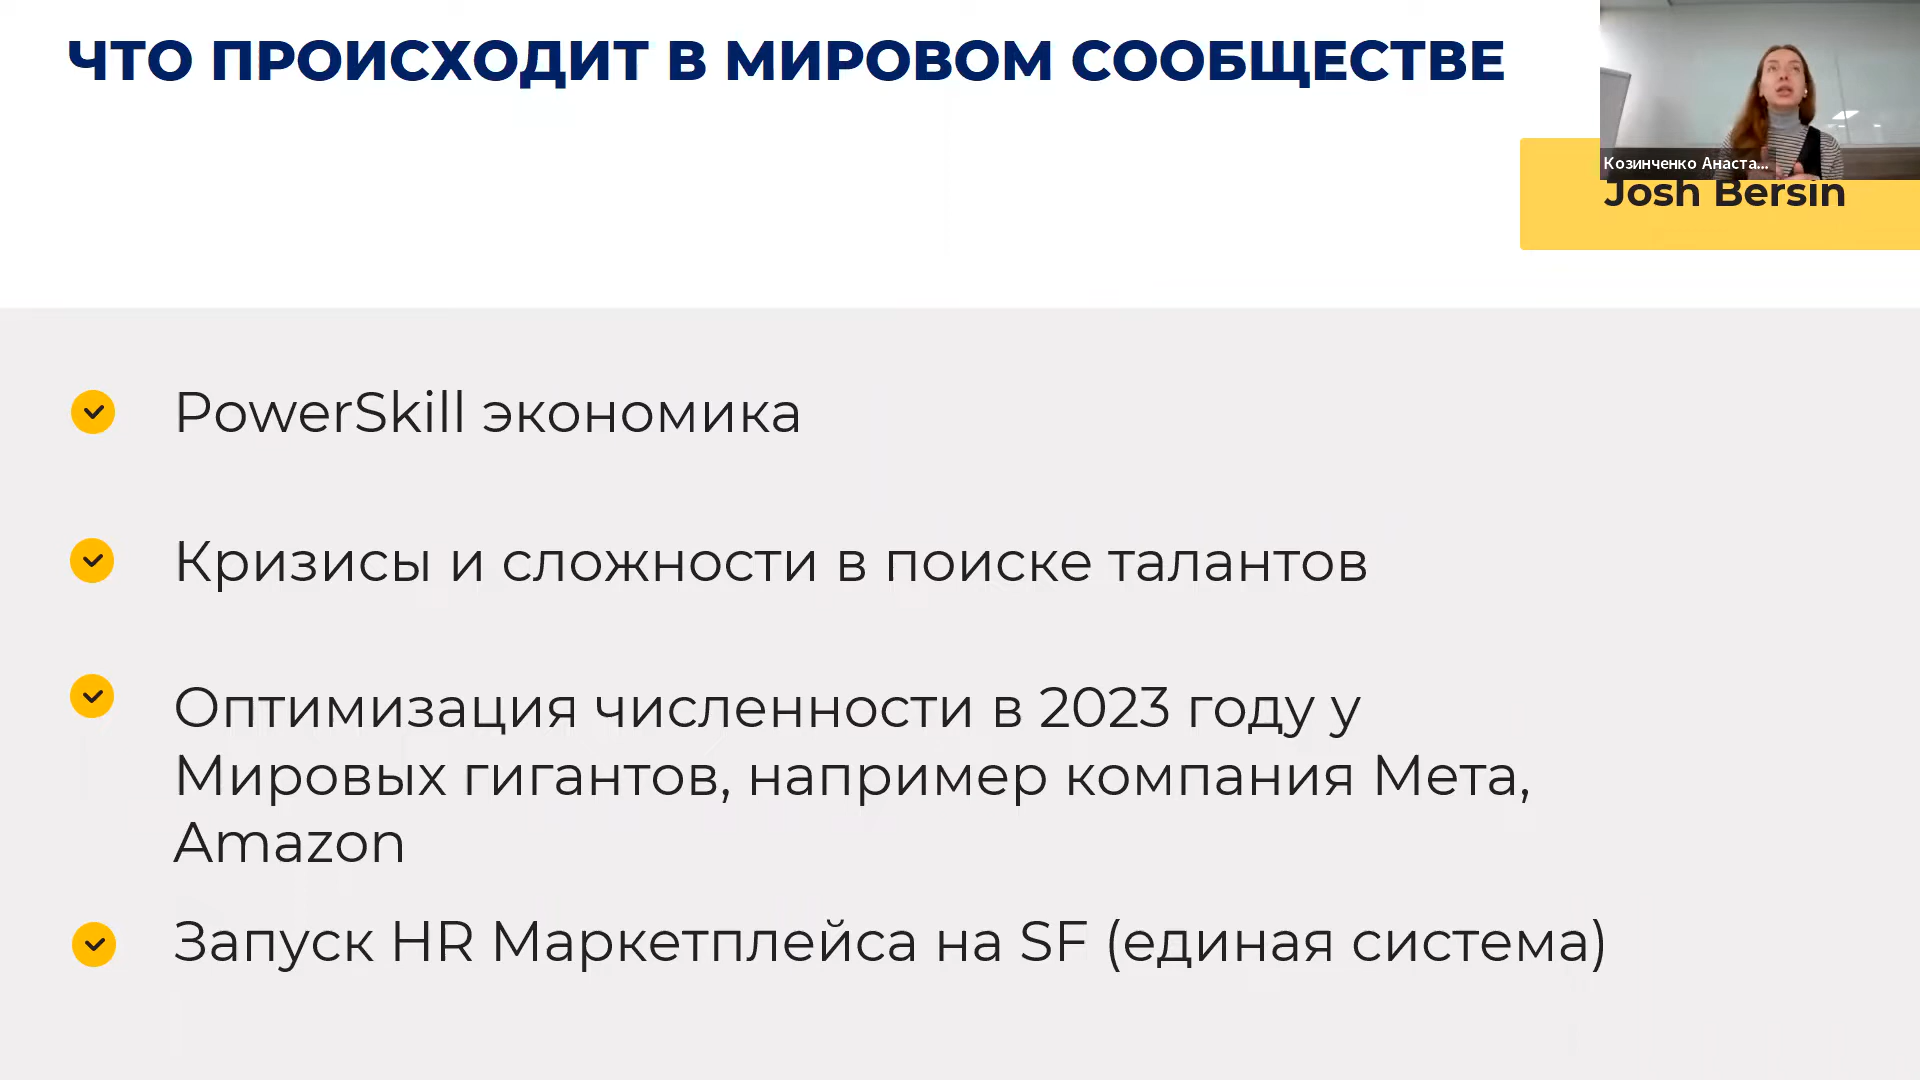 ЧТО ПРОИСХОДИТ В МИРОВОМ СООБЩЕСТВЕ
Козинченко Анаста...
Josh Bersin
PowerSkill экономика
Кризисы и сложности в поиске талантов
Оптимизация численности в 2023 году у
Мировых гигантов, например компания Мета,
Amazon
Запуск HR Маркетплейса на SF (единая система)